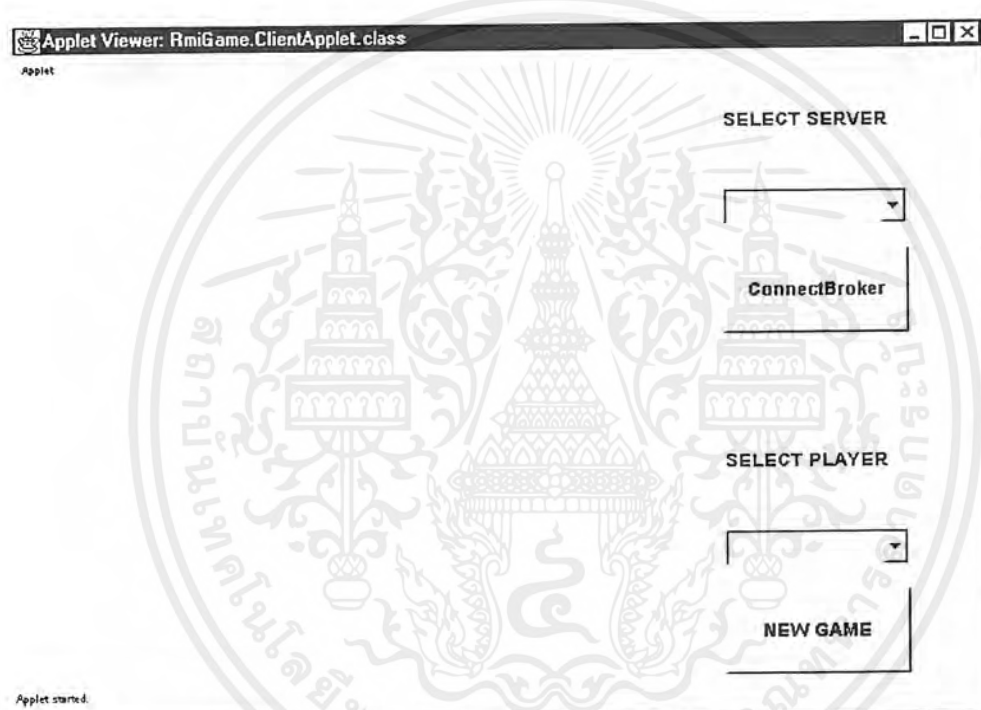 Applet Viewer: RmiGame.ClientApplet.class
Applet
SELECT SERVER
ConnectBroker
SELECT PLAYER
NEW GAME
Applet started.